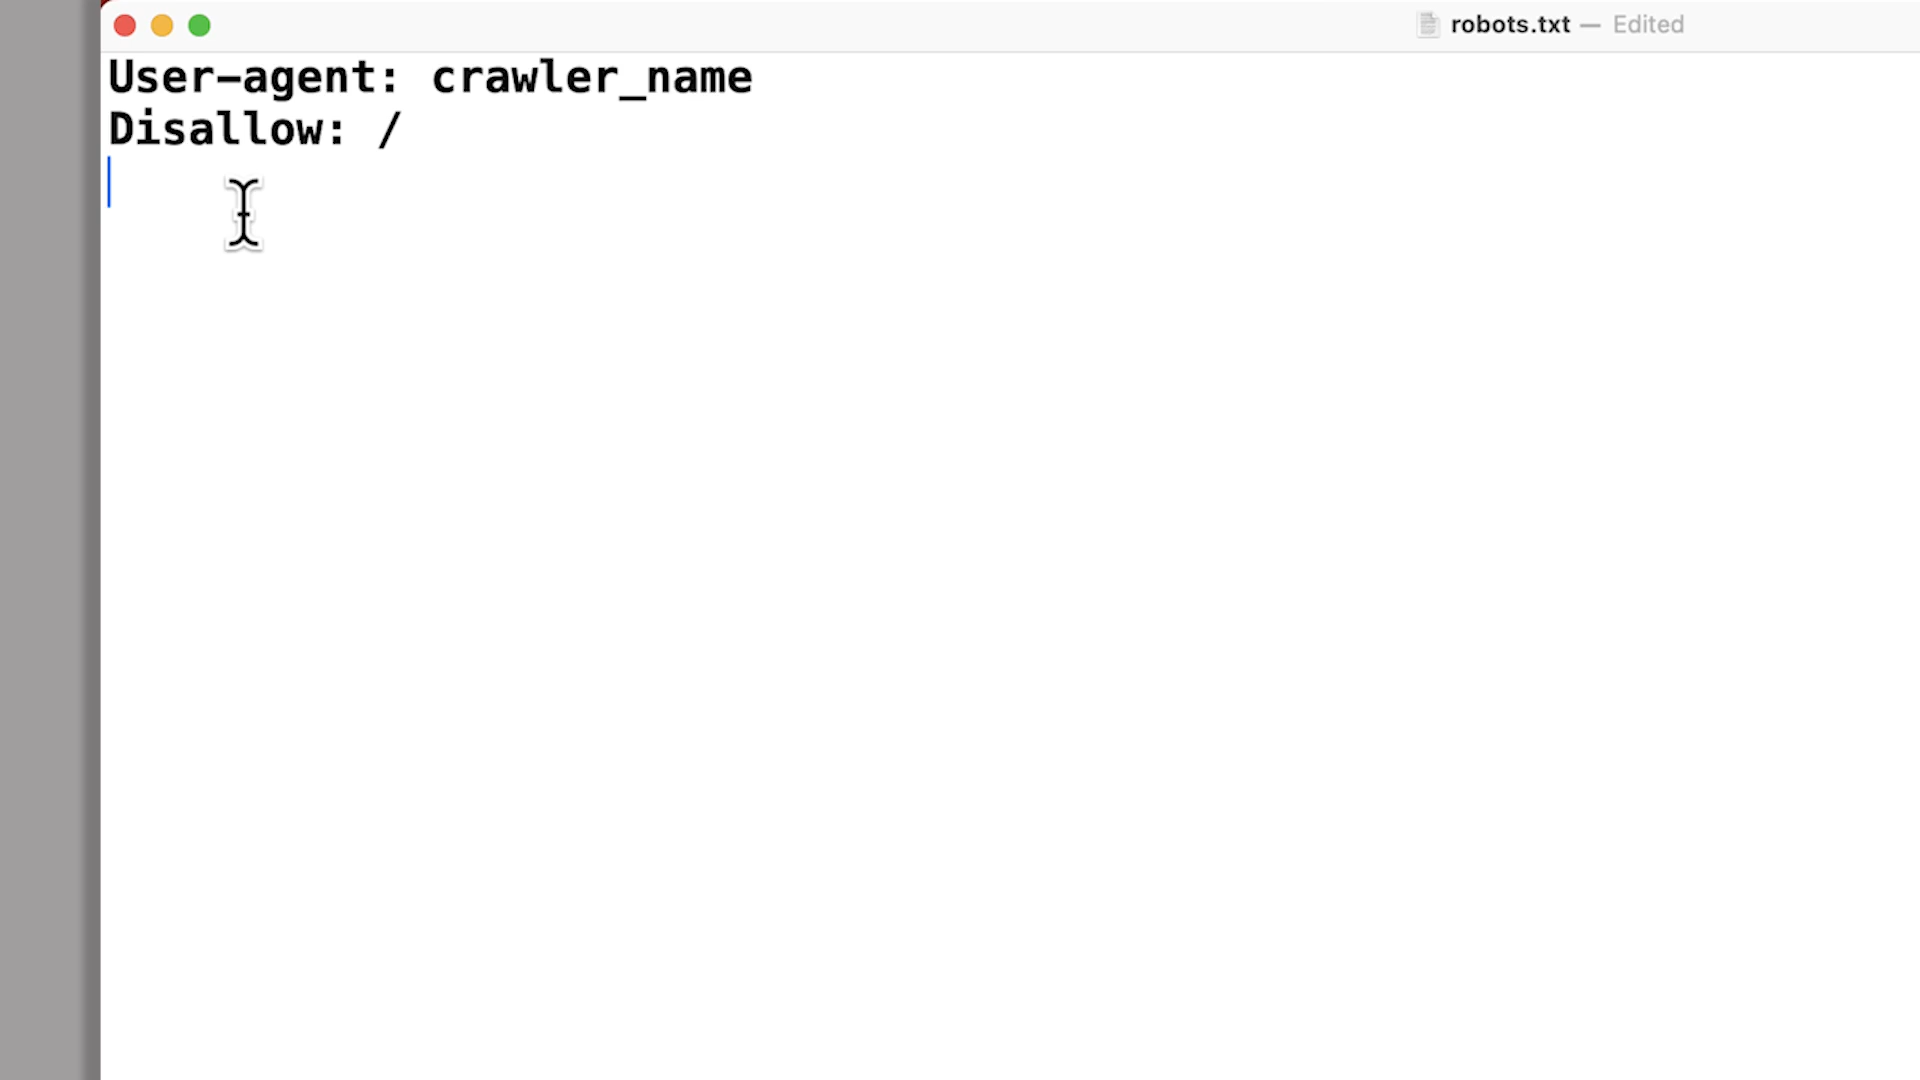 robots.txt — Edited
User-agent: crawler_name
Disallow: /